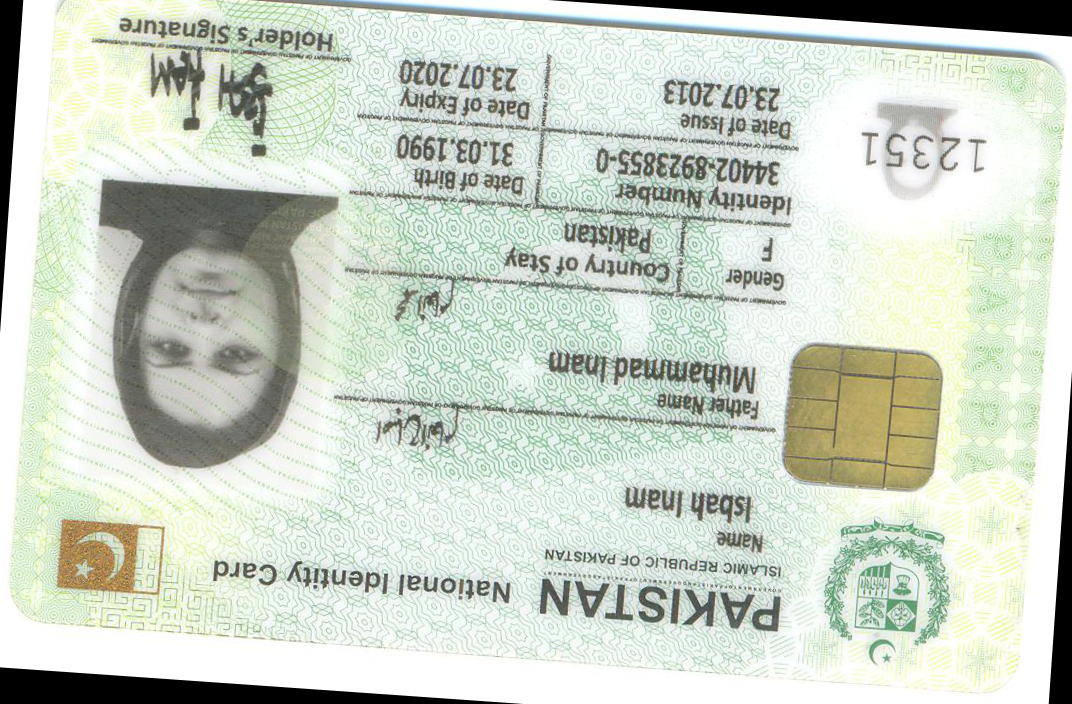 PAKISTAN National Identity Card
ISLAMIC REPUBLIC OF PAKISTAN
Name
Isbah Inam
Father Name
Muhammad Inam
Gender
F
Country of Stay
Pakistan
Identity Number
34402-8923855-0
Date of Birth
31.03.1990
Date of Issue
23.07.2013
Date of Expiry
23.07.2020
Holder's Signature
12351